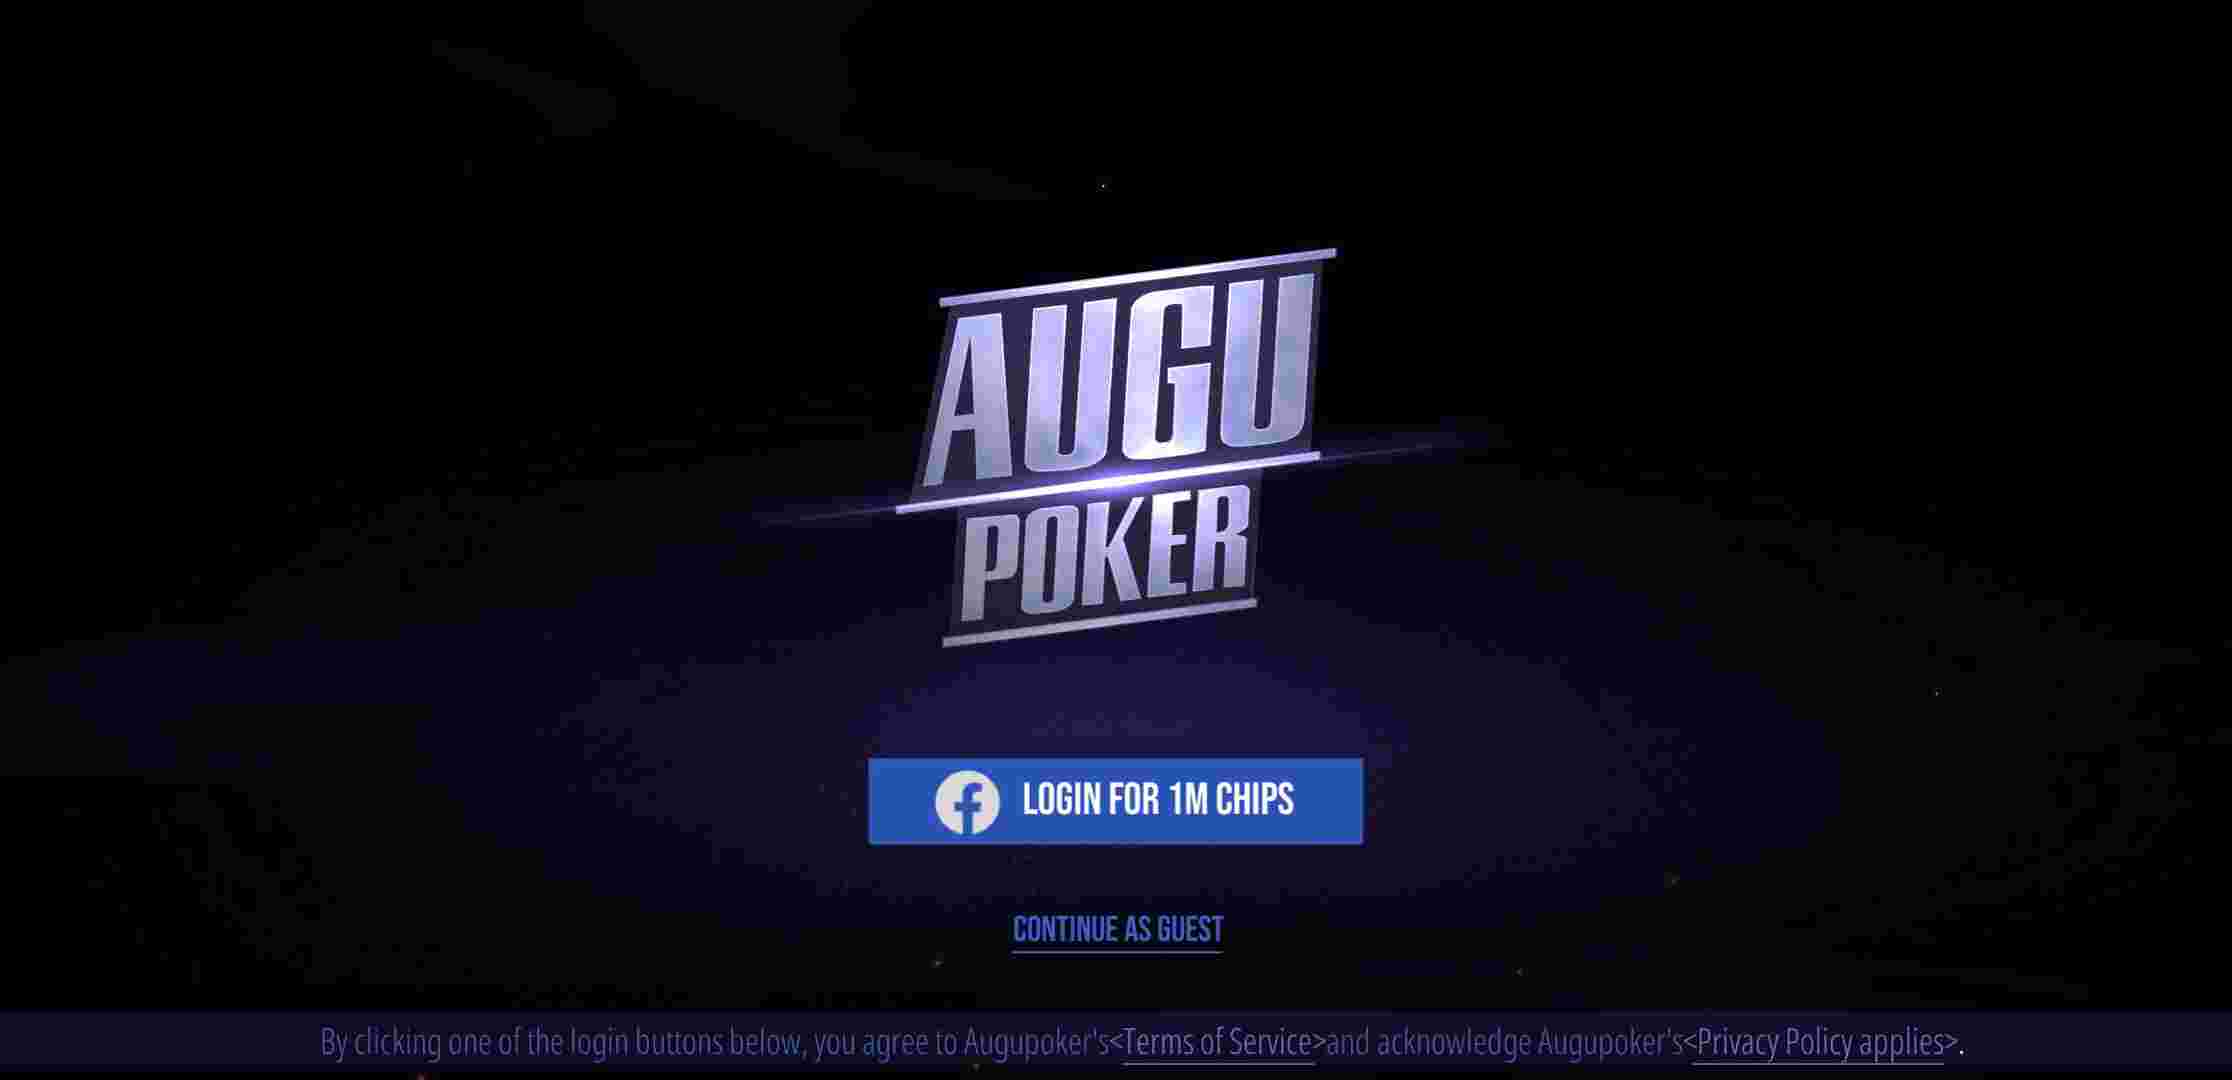 AUGU
POKER
LOGIN FOR 1M CHIPS
CONTINUE AS GUEST
By clicking one of the login buttons below, you agree to Augupoker's<Terms of Service>and acknowledge Augupoker's<Privacy Policy applies>.